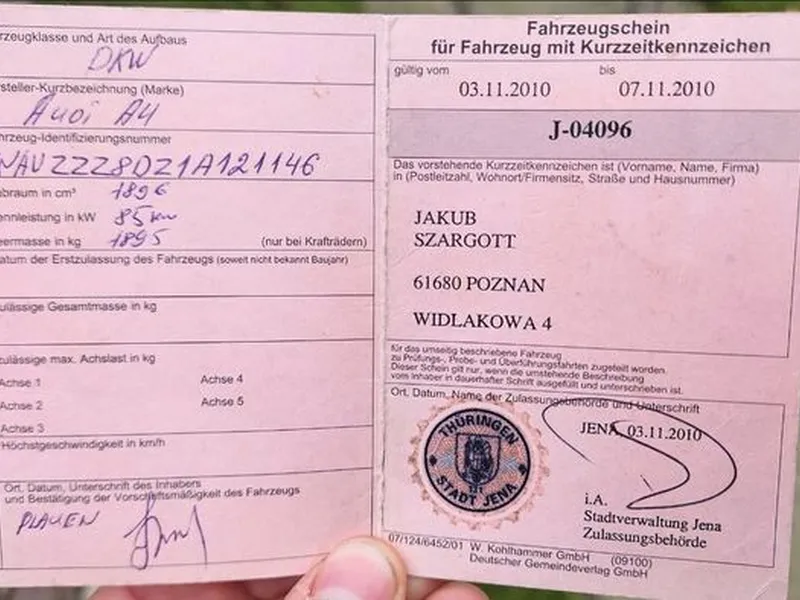 rzeugklasse und Art des Aufbaus
DKW
rsteller-Kurzbezeichnung (Marke)
Audi A4
hrzeug-Identifizierungsnummer
WAUZZZ8DZ1A121146
ubraum in cm³ 1896
ennleistung in kW 85kw
eermasse in kg 1895 (nur bei Krafträdern)
atum der Erstzulassung des Fahrzeugs (soweit nicht bekannt Baujahr)
ulässige Gesamtmasse in kg
zulässige max. Achslast in kg
Achse 1 Achse 4
Achse 2 Achse 5
Achse 3
Höchstgeschwindigkeit in km/h
Ort, Datum, Unterschrift des Inhabers
und Bestätigung der Vorschriftsmäßigkeit des Fahrzeugs
PLAUEN
Fahrzeugschein
für Fahrzeug mit Kurzzeitkennzeichen
gültig vom bis
03.11.2010 07.11.2010
J-04096
Das vorstehende Kurzzeitkennzeichen ist (Vorname, Name, Firma)
in (Postleitzahl, Wohnort/Firmensitz, Straße und Hausnummer)
JAKUB
SZARGOTT
61680 POZNAN
WIDLAKOWA 4
für das umseitig beschriebene Fahrzeug
zu Prüfungs-, Probe- und Überführungsfahrten zugeteilt worden.
Dieser Schein gilt nur, wenn die umstehende Beschreibung
vom Inhaber in dauerhafter Schrift ausgefüllt und unterschrieben ist.
Ort, Datum, Name der Zulassungsbehörde und Unterschrift
JENA, 03.11.2010
THÜRINGEN
STADT JENA
i.A.
Stadtverwaltung Jena
Zulassungsbehörde
07/124/6452/01 W. Kohlhammer GmbH (09100)
Deutscher Gemeindeverlag GmbH